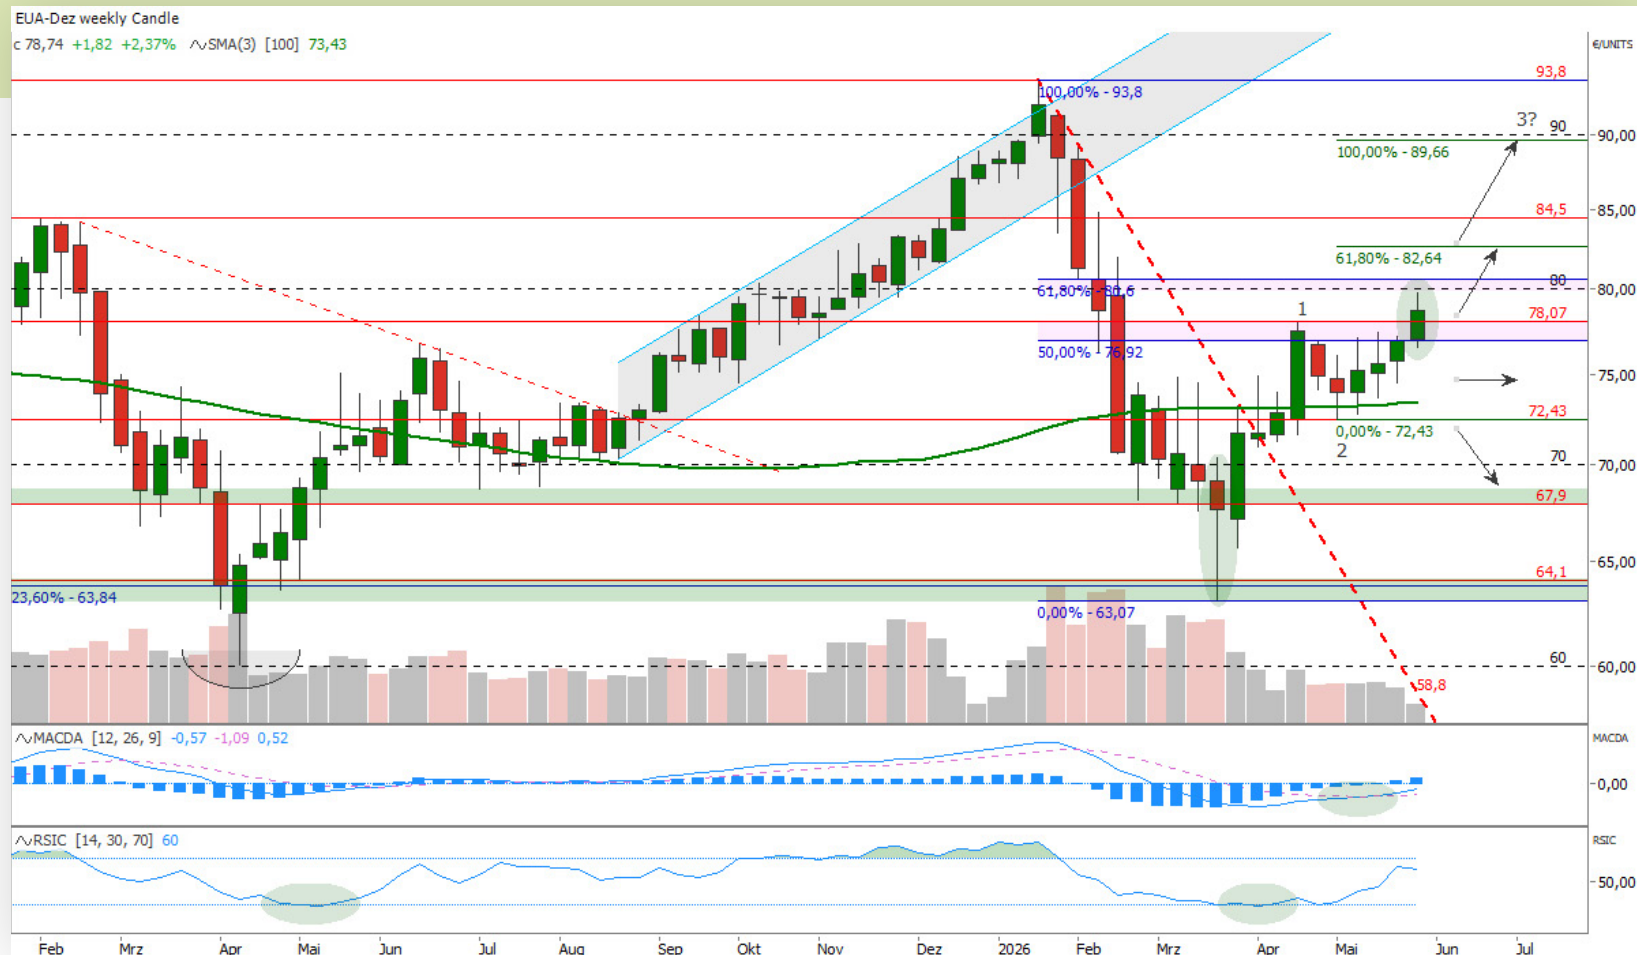 EUA-Dez weekly Candle
c 78,74 +1,82 +2,37% SMA(3) [100] 73,43
€/UNITS
93,8
100,00% - 93,8
3?
90
90,00
100,00% - 89,66
84,5
85,00
61,80% - 82,64
80
80,00
61,80% - 80,6
1
78,07
50,00% - 76,92
75,00
72,43
0,00% - 72,43
2
70
70,00
67,9
65,00
64,1
23,60% - 63,84
0,00% - 63,07
60
60,00
58,8
MACDA [12, 26, 9] -0,57 -1,09 0,52
MACDA
0,00
RSIC [14, 30, 70] 60
RSIC
50,00
Feb Mrz Apr Mai Jun Jul Aug Sep Okt Nov Dez 2026 Feb Mrz Apr Mai Jun Jul